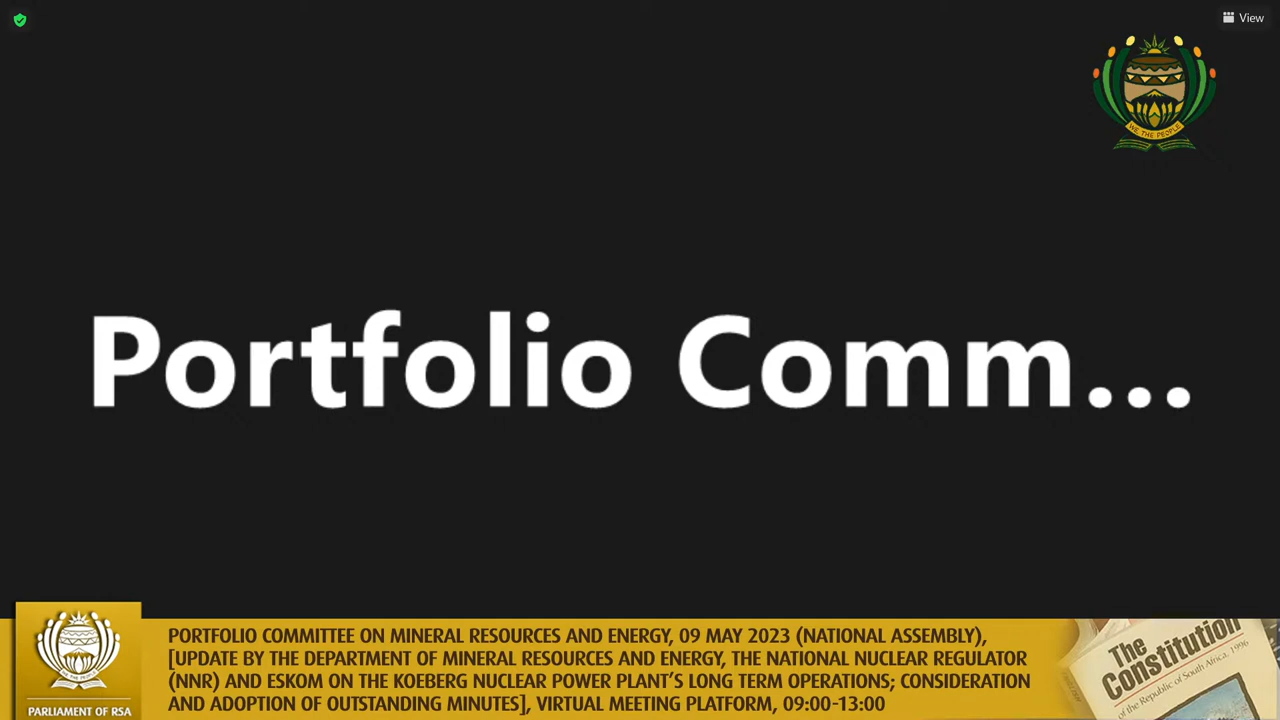 View
WE, THE PEOPLE
Portfolio Comm...
PORTFOLIO COMMITTEE ON MINERAL RESOURCES AND ENERGY, 09 MAY 2023 (NATIONAL ASSEMBLY),
[UPDATE BY THE DEPARTMENT OF MINERAL RESOURCES AND ENERGY, THE NATIONAL NUCLEAR REGULATOR
(NNR) AND ESKOM ON THE KOEBERG NUCLEAR POWER PLANT’S LONG TERM OPERATIONS; CONSIDERATION
AND ADOPTION OF OUTSTANDING MINUTES], VIRTUAL MEETING PLATFORM, 09:00-13:00
PARLIAMENT OF RSA
The
Constitution
of the Republic of South Africa, 1996